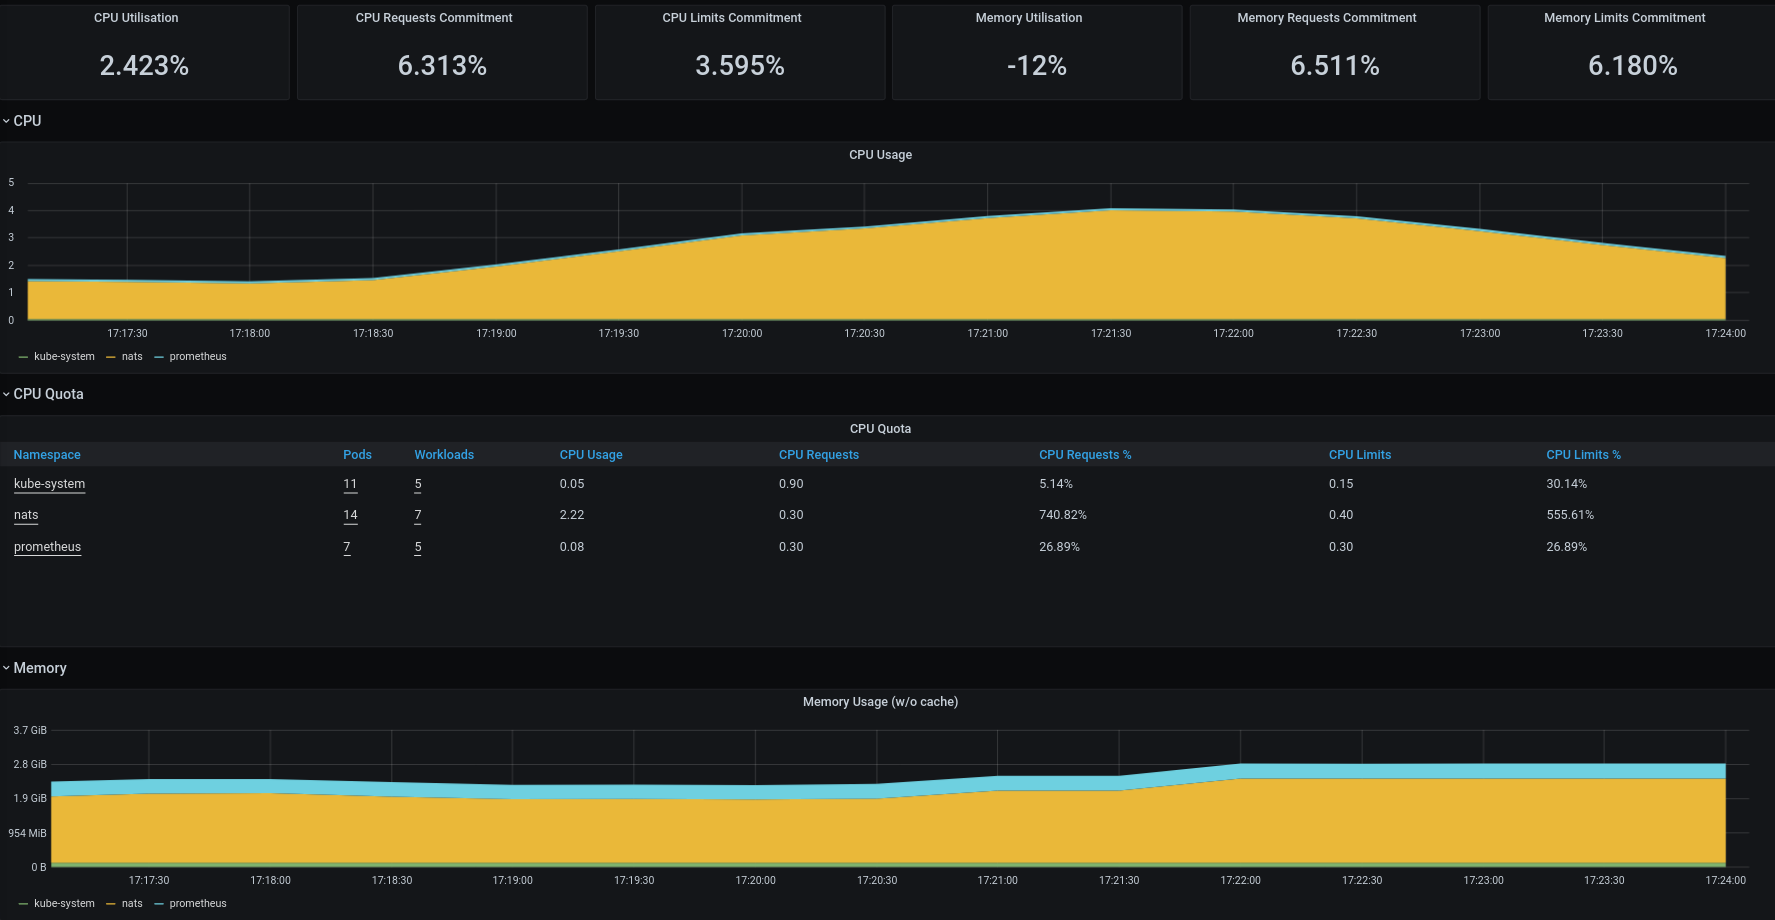 CPU Utilisation CPU Requests Commitment CPU Limits Commitment Memory Utilisation Memory Requests Commitment Memory Limits Commitment
2.423% 6.313% 3.595% -12% 6.511% 6.180%
CPU
CPU Usage
5
4
3
2
1
0
17:17:30 17:18:00 17:18:30 17:19:00 17:19:30 17:20:00 17:20:30 17:21:00 17:21:30 17:22:00 17:22:30 17:23:00 17:23:30 17:24:00
kube-system nats prometheus
CPU Quota
CPU Quota
Namespace Pods Workloads CPU Usage CPU Requests CPU Requests % CPU Limits CPU Limits %
kube-system 11 5 0.05 0.90 5.14% 0.15 30.14%
nats 14 7 2.22 0.30 740.82% 0.40 555.61%
prometheus 7 5 0.08 0.30 26.89% 0.30 26.89%
Memory
Memory Usage (w/o cache)
3.7 GiB
2.8 GiB
1.9 GiB
954 MiB
0 B
17:17:30 17:18:00 17:18:30 17:19:00 17:19:30 17:20:00 17:20:30 17:21:00 17:21:30 17:22:00 17:22:30 17:23:00 17:23:30 17:24:00
kube-system nats prometheus